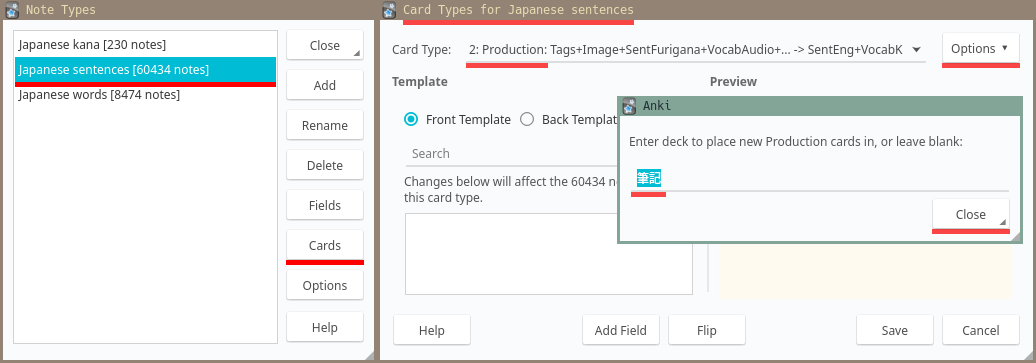 Note Types
Japanese kana [230 notes]
Japanese sentences [60434 notes]
Japanese words [8474 notes]
Close
Add
Rename
Delete
Fields
Cards
Options
Help
Card Types for Japanese sentences
Card Type:
2: Production: Tags+Image+SentFurigana+VocabAudio+... -> SentEng+VocabK
Options
Template
Preview
Front Template
Back Templat
Search
Changes below will affect the 60434 n
this card type.
Anki
Enter deck to place new Production cards in, or leave blank:
筆記
Close
Help
Add Field
Flip
Save
Cancel